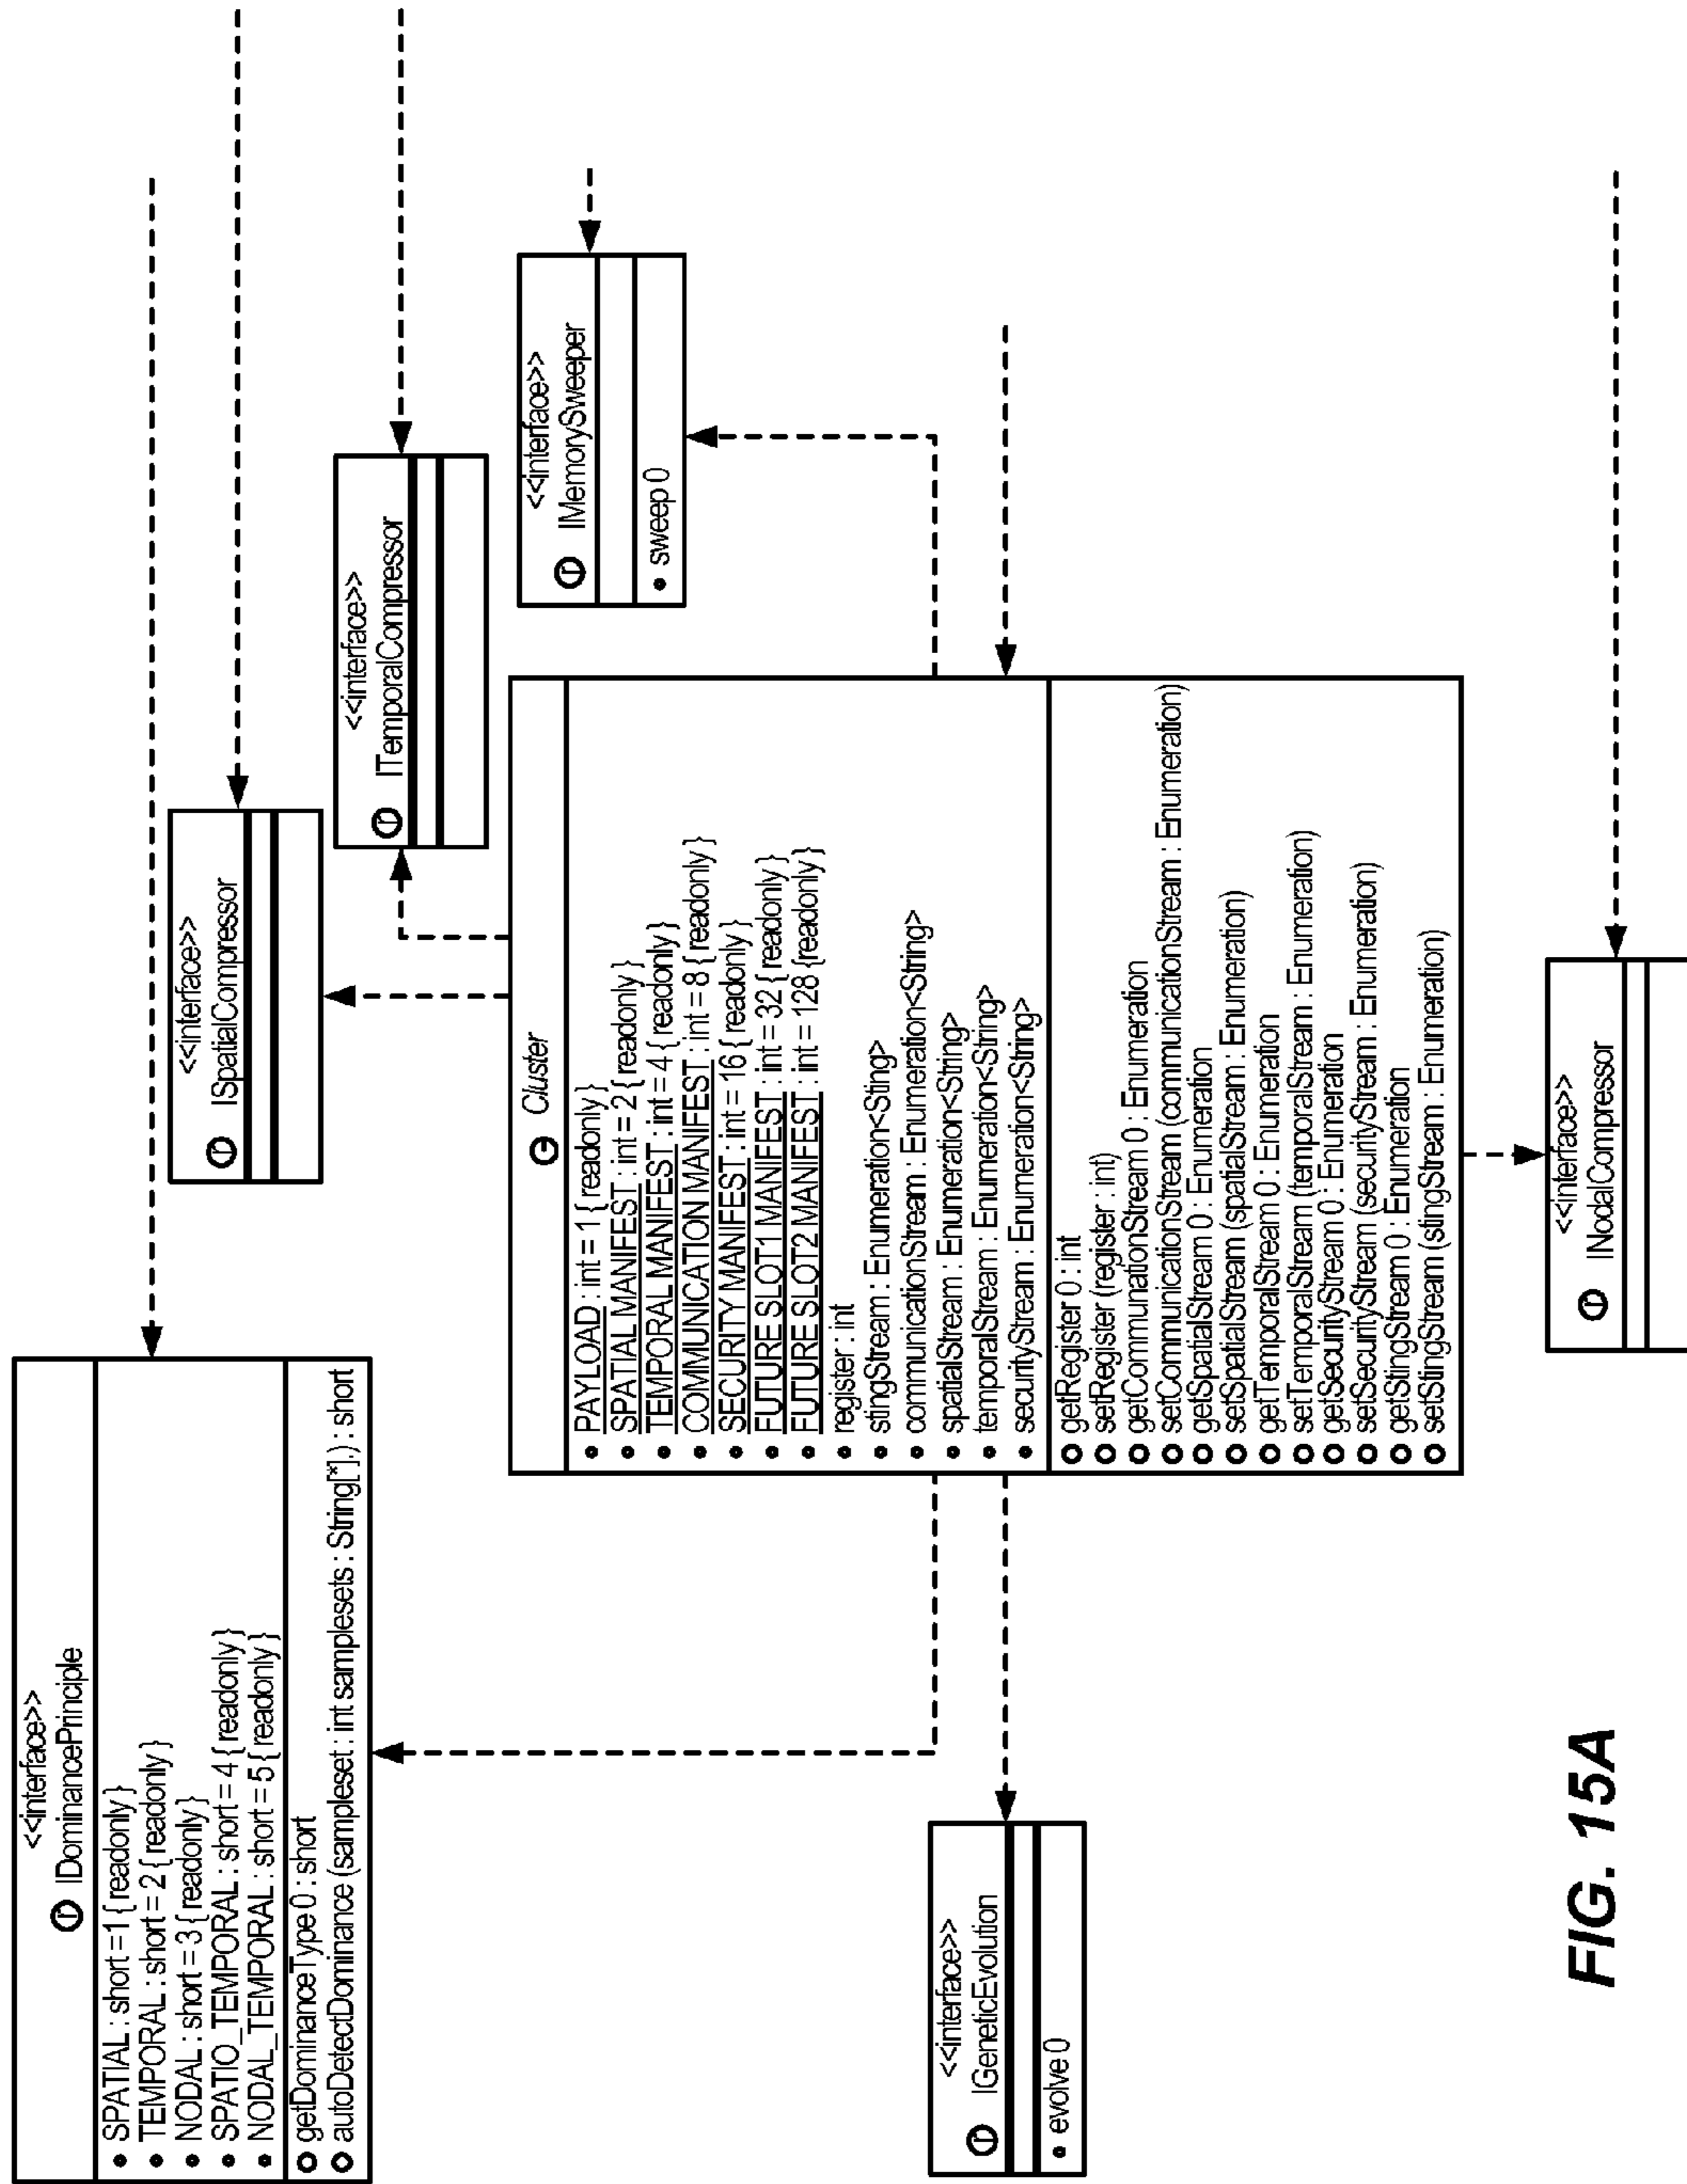 <<interface>>
IDominancePrinciple
SPATIAL : short = 1 { readonly }
TEMPORAL : short = 2 { readonly }
NODAL : short = 3 { readonly }
SPATIO_TEMPORAL : short = 4 { readonly }
NODAL_TEMPORAL : short = 5 { readonly }
getDominanceType 0 : short
autoDetectDominance (sampleset : int samplesets : String[*]) : short
<<interface>>
ISpatialCompressor
<<interface>>
ITemporalCompressor
<<interface>>
IMemorySweeper
sweep 0
Cluster
PAYLOAD : int = 1 { readonly }
SPATIAL MANIFEST : int = 2 { readonly }
TEMPORAL MANIFEST : int = 4 { readonly }
COMMUNICATION MANIFEST : int = 8 { readonly }
SECURITY MANIFEST : int = 16 { readonly }
FUTURE SLOT1 MANIFEST : int = 32 { readonly }
FUTURE SLOT2 MANIFEST : int = 128 {readonly }
register : int
stingStream : Enumeration<Sting>
communicationStream : Enumeration<String>
spatialStream : Enumeration<String>
temporalStream : Enumeration<String>
securityStream : Enumeration<String>
getRegister 0 : int
setRegister (register : int)
getCommunationStream 0 : Enumeration
setCommunicationStream (communicationStream : Enumeration)
getSpatialStream 0 : Enumeration
setSpatialStream (spatialStream : Enumeration)
getTemporalStream 0 : Enumeration
setTemporalStream (temporalStream : Enumeration)
getSecurityStream 0 : Enumeration
setSecurityStream (securityStream : Enumeration)
getStingStream 0 : Enumeration
setStingStream (stingStream : Enumeration)
<<interface>>
IGeneticEvolution
evolve 0
<<interface>>
INodalCompressor
FIG. 15A